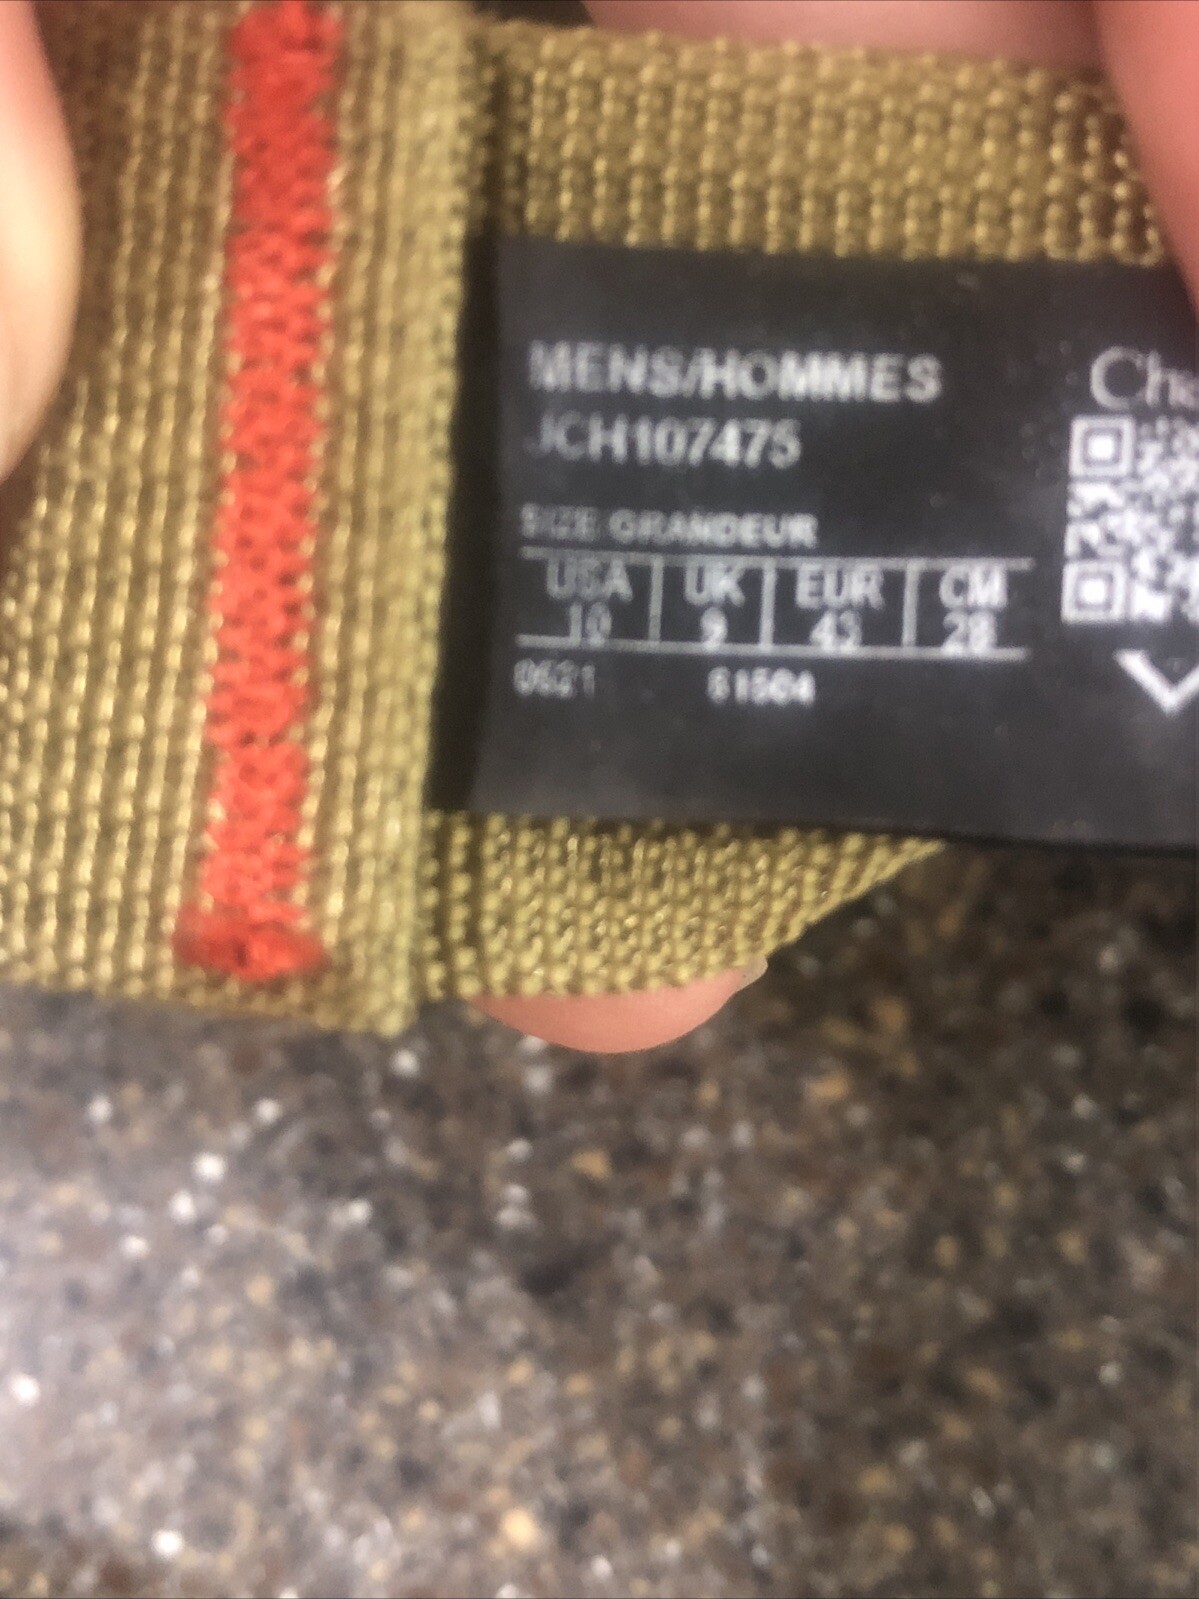 MENS/HOMMES
JCH107475
SIZE GRANDEUR
USA UK EUR CM
10 9 43 28
0521 61504